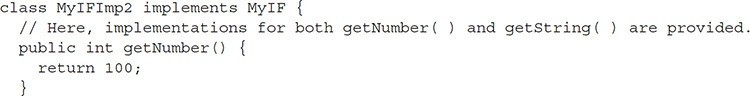 class MyIFImp2 implements MyIF {
  // Here, implementations for both getNumber( ) and getString( ) are provided.
  public int getNumber() {
    return 100;
  }